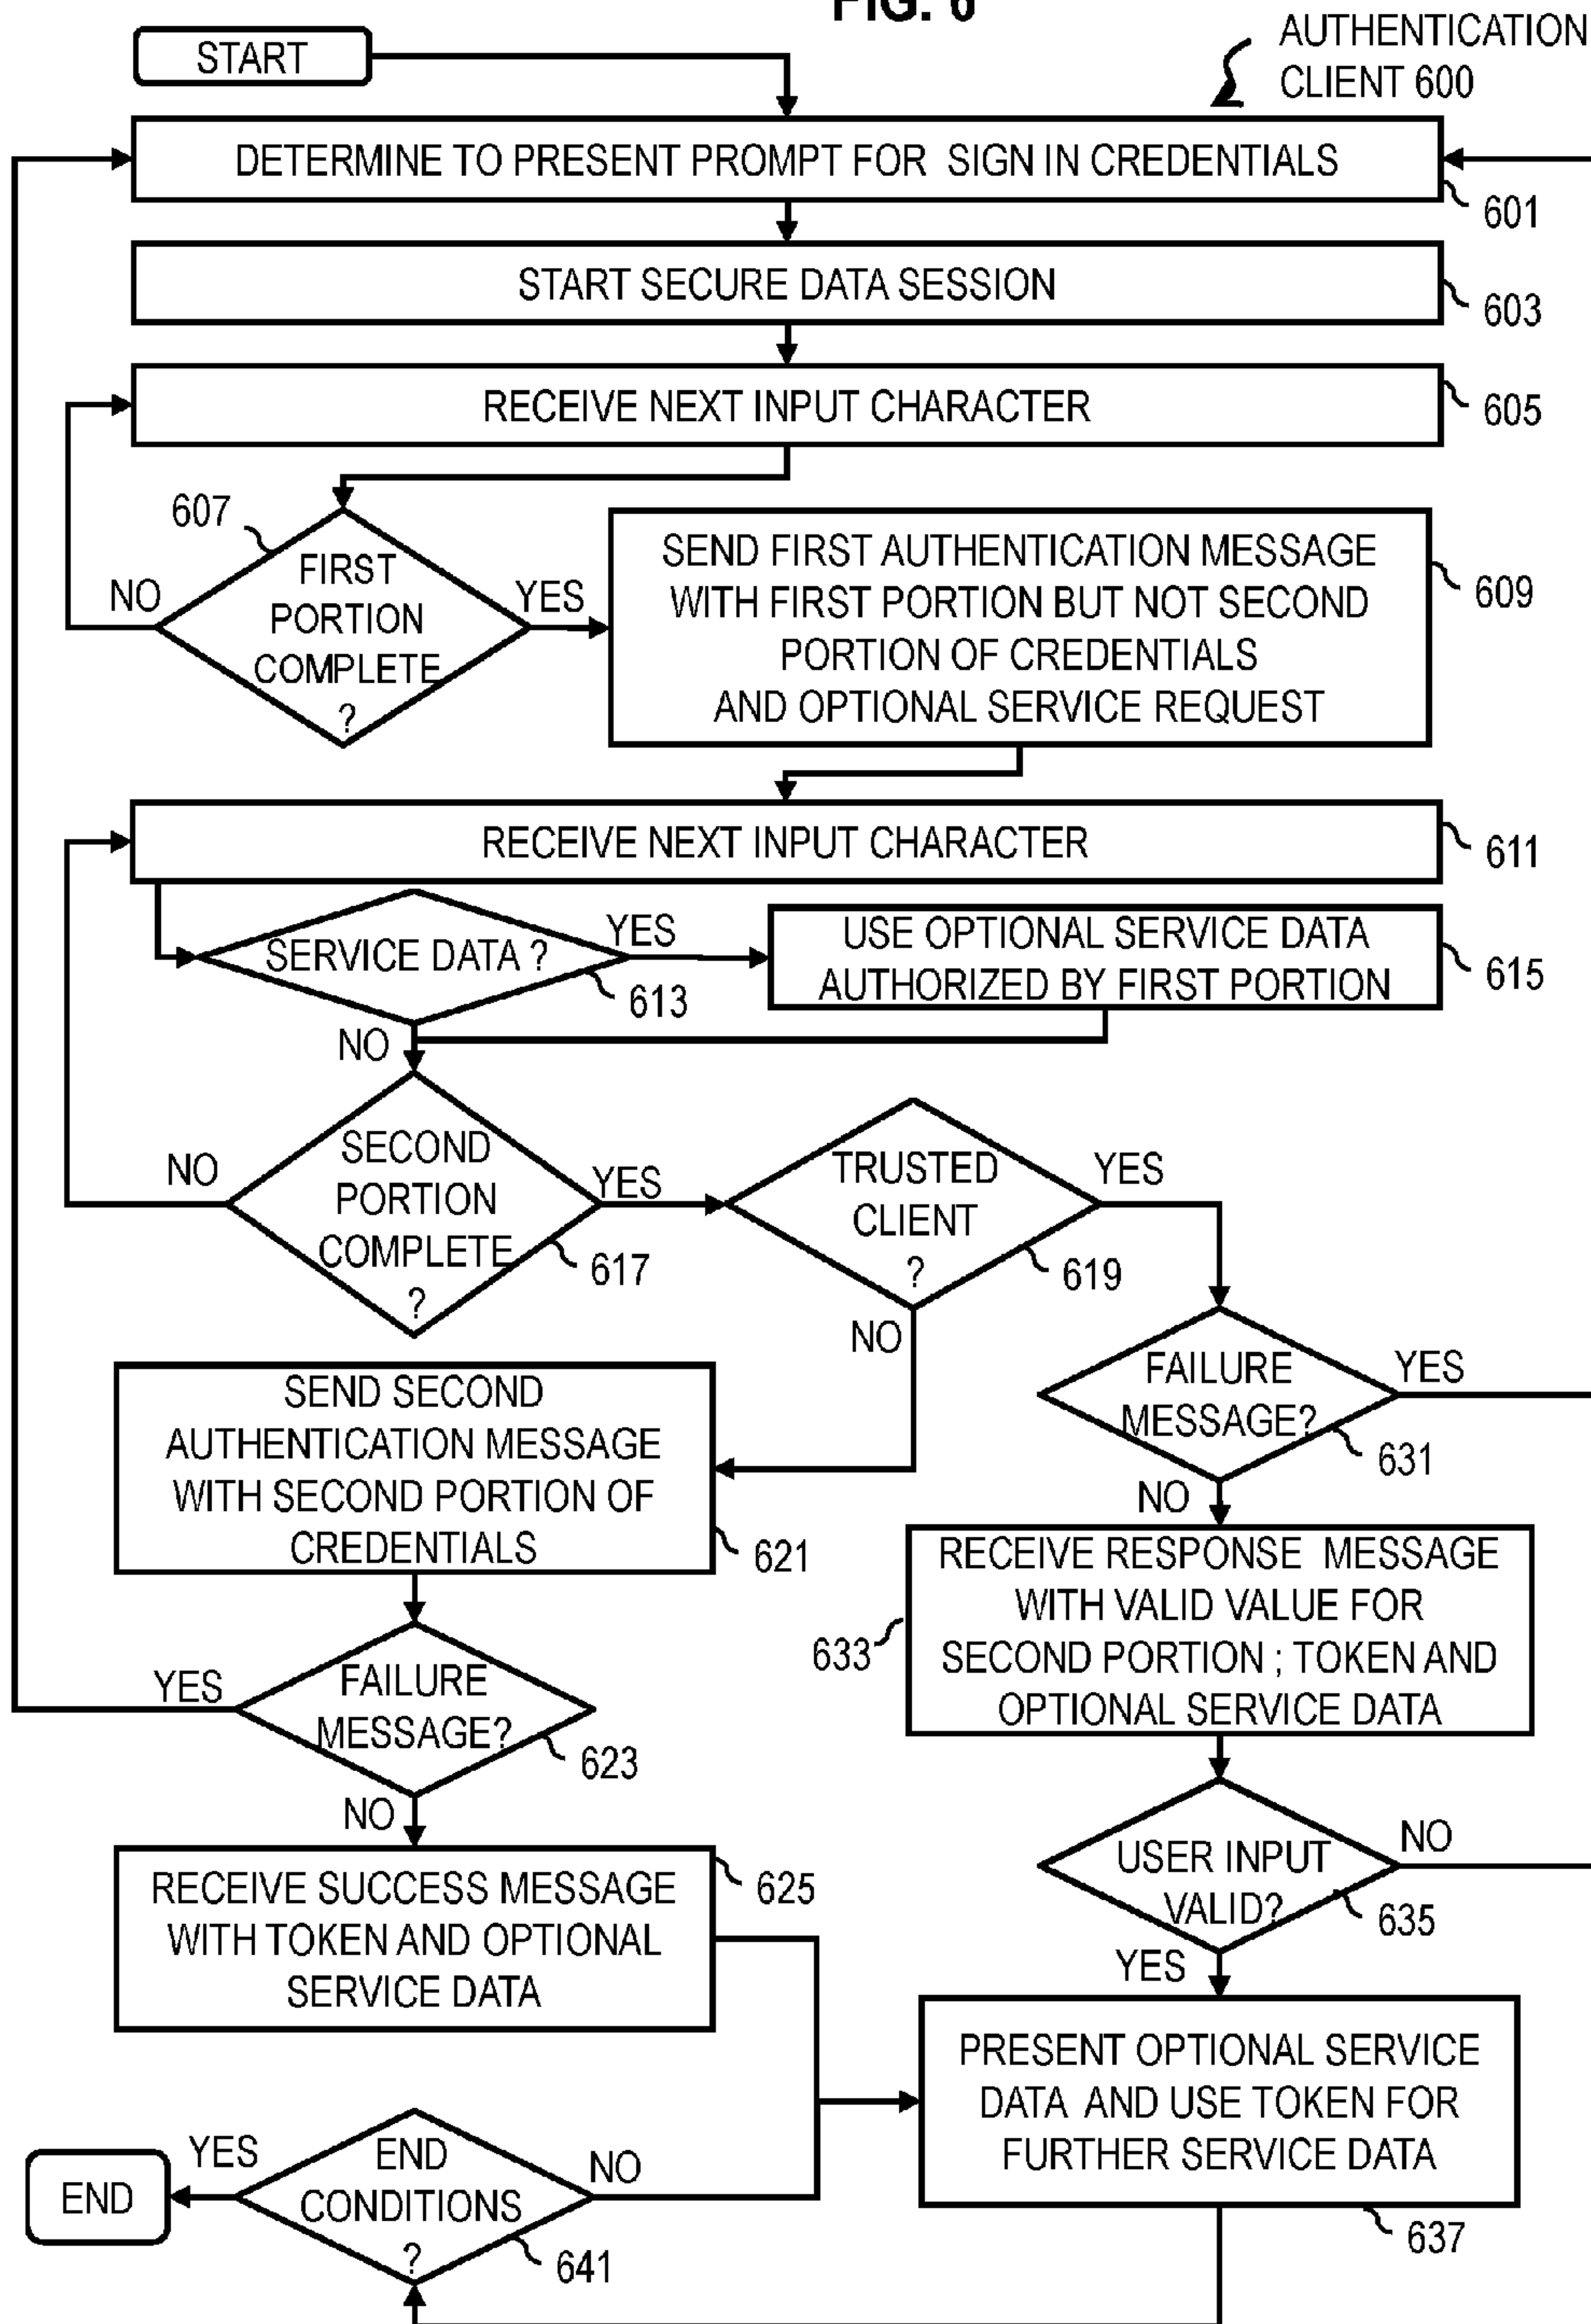 FIG. 6
AUTHENTICATION
CLIENT 600
START
DETERMINE TO PRESENT PROMPT FOR SIGN IN CREDENTIALS
601
START SECURE DATA SESSION
603
RECEIVE NEXT INPUT CHARACTER
605
607
FIRST
PORTION
COMPLETE
?
NO
YES
SEND FIRST AUTHENTICATION MESSAGE
WITH FIRST PORTION BUT NOT SECOND
PORTION OF CREDENTIALS
AND OPTIONAL SERVICE REQUEST
609
RECEIVE NEXT INPUT CHARACTER
611
SERVICE DATA ?
YES
613
NO
USE OPTIONAL SERVICE DATA
AUTHORIZED BY FIRST PORTION
615
SECOND
PORTION
COMPLETE
?
NO
YES
617
TRUSTED
CLIENT
?
YES
619
NO
SEND SECOND
AUTHENTICATION MESSAGE
WITH SECOND PORTION OF
CREDENTIALS
621
FAILURE
MESSAGE?
YES
631
NO
RECEIVE RESPONSE MESSAGE
WITH VALID VALUE FOR
SECOND PORTION ; TOKEN AND
OPTIONAL SERVICE DATA
633
FAILURE
MESSAGE?
YES
623
NO
RECEIVE SUCCESS MESSAGE
WITH TOKEN AND OPTIONAL
SERVICE DATA
625
USER INPUT
VALID?
NO
635
YES
PRESENT OPTIONAL SERVICE
DATA AND USE TOKEN FOR
FURTHER SERVICE DATA
637
END
CONDITIONS
?
YES
NO
641
END